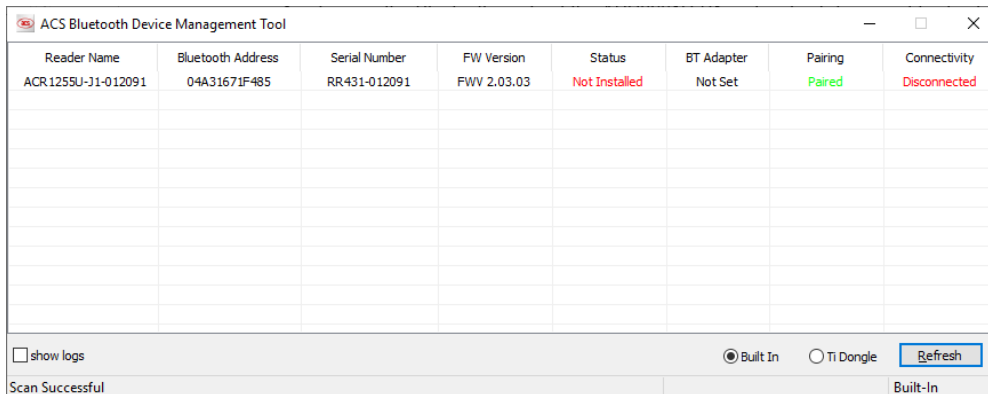 ACS Bluetooth Device Management Tool
Reader Name Bluetooth Address Serial Number FW Version Status BT Adapter Pairing Connectivity
ACR1255U-J1-012091 04A31671F485 RR431-012091 FWV 2.03.03 Not Installed Not Set Paired Disconnected
show logs Built In Ti Dongle Refresh
Scan Successful Built-In